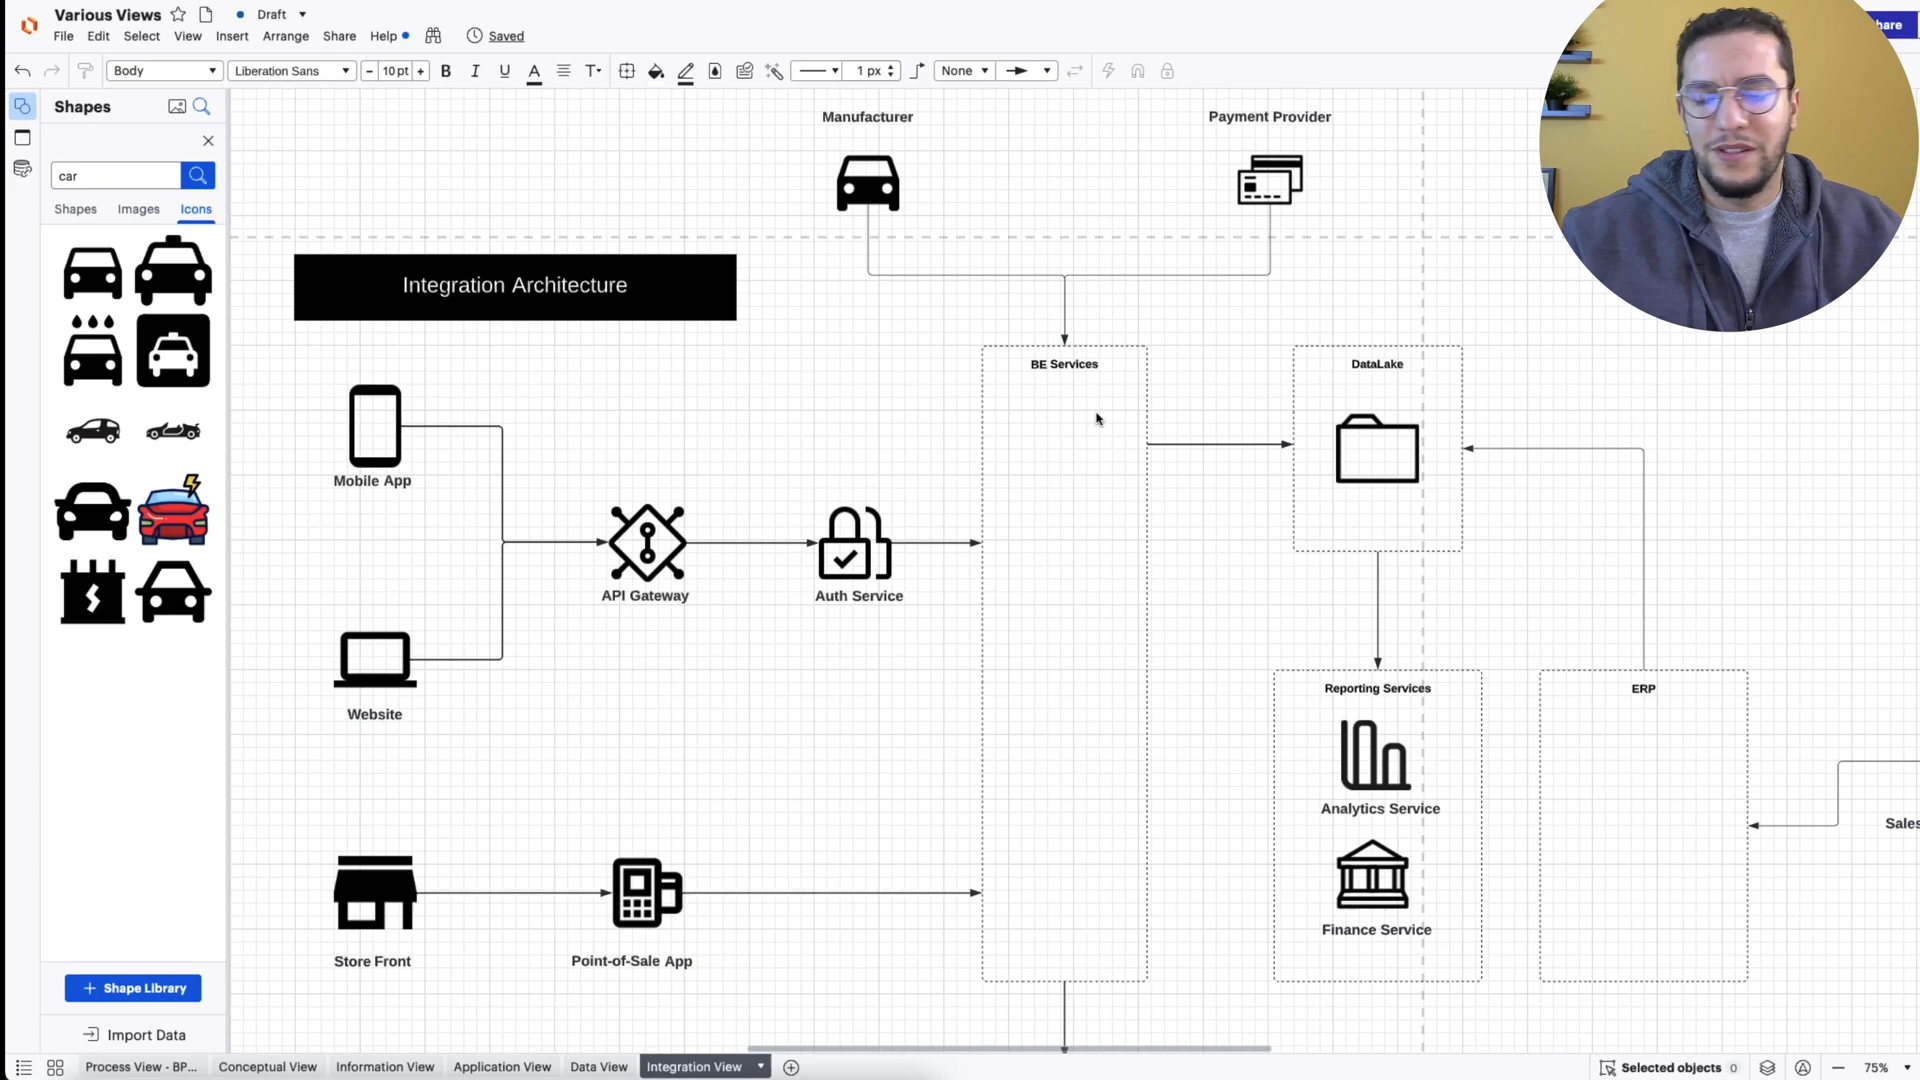 Various Views
Draft
File Edit Select View Insert Arrange Share Help
Saved
hare
Body
Liberation Sans
10 pt
B I U A T
1 px
None
Shapes
car
Shapes Images Icons
Shape Library
Import Data
Manufacturer
Payment Provider
Integration Architecture
BE Services
DataLake
Mobile App
API Gateway
Auth Service
Website
Reporting Services
ERP
Analytics Service
Sales
Finance Service
Store Front
Point-of-Sale App
Process View - BP...
Conceptual View
Information View
Application View
Data View
Integration View
Selected objects 0
75%